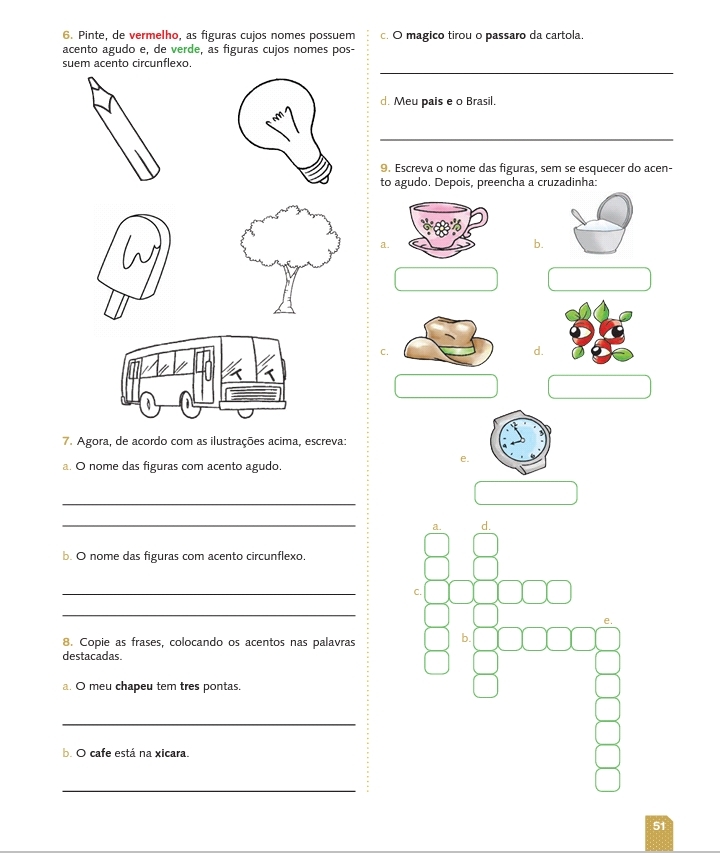 6. Pinte, de vermelho, as figuras cujos nomes possuem
acento agudo e, de verde, as figuras cujos nomes pos-
suem acento circunflexo.
7. Agora, de acordo com as ilustrações acima, escreva:
a. O nome das figuras com acento agudo.
b. O nome das figuras com acento circunflexo.
8. Copie as frases, colocando os acentos nas palavras
destacadas.
a. O meu chapeu tem tres pontas.
b. O cafe está na xicara.
c. O magico tirou o passaro da cartola.
d. Meu pais e o Brasil.
9. Escreva o nome das figuras, sem se esquecer do acen-
to agudo. Depois, preencha a cruzadinha:
a.
b.
c.
d.
e.
a.
d.
c.
e.
b.
51